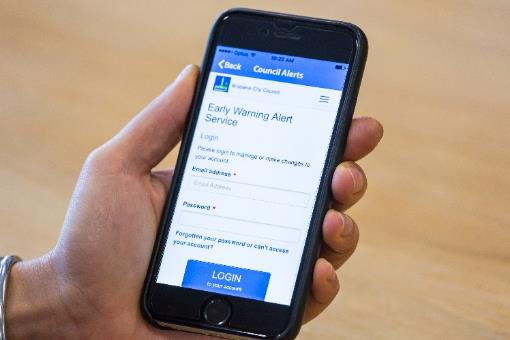 Optus
10:22 AM
Back
Council Alerts
Brisbane City Council
Early Warning Alert
Service
Login
Please login to manage or make changes to
your account.
Email address *
Email Address
Password *
Forgotten your password or can't access
your account?
LOGIN
to your account